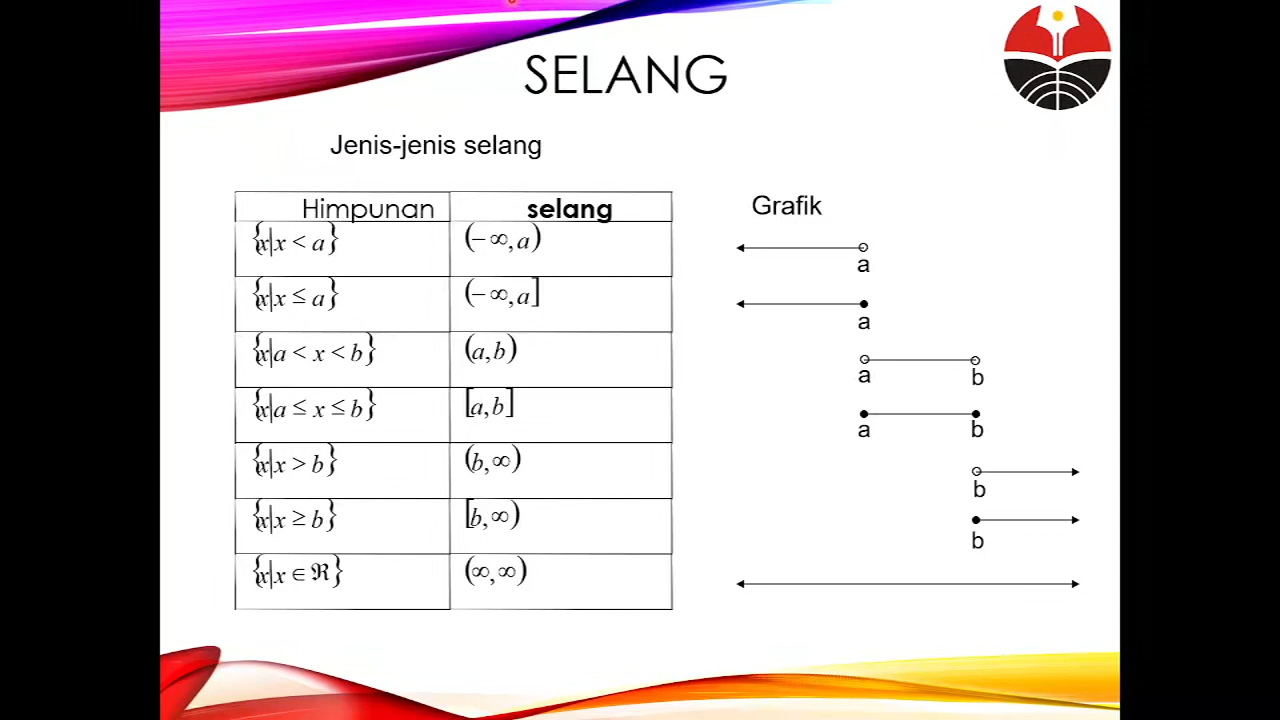 SELANG
Jenis-jenis selang
Himpunan selang
{x|x < a} (−∞, a)
{x|x ≤ a} (−∞, a]
{x|a < x < b} (a, b)
{x|a ≤ x ≤ b} [a, b]
{x|x > b} (b, ∞)
{x|x ≥ b} [b, ∞)
{x|x ∈ ℜ} (∞, ∞)
Grafik
a
a
a b
a b
b
b